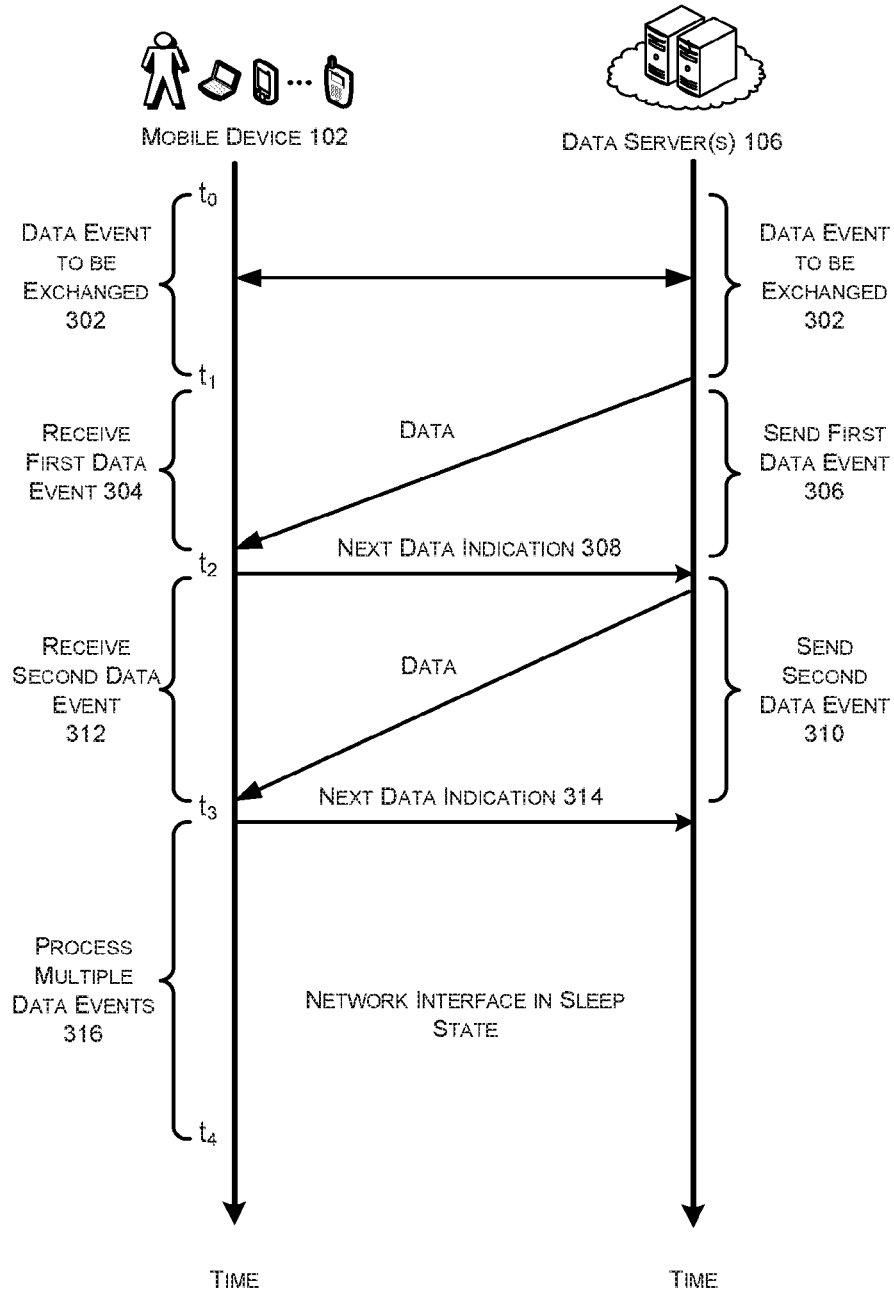 MOBILE DEVICE 102
DATA SERVER(S) 106
t0
DATA EVENT
TO BE
EXCHANGED
302
DATA EVENT
TO BE
EXCHANGED
302
t1
RECEIVE
FIRST DATA
EVENT 304
DATA
SEND FIRST
DATA EVENT
306
NEXT DATA INDICATION 308
t2
RECEIVE
SECOND DATA
EVENT
312
DATA
SEND
SECOND
DATA EVENT
310
NEXT DATA INDICATION 314
t3
PROCESS
MULTIPLE
DATA EVENTS
316
NETWORK INTERFACE IN SLEEP
STATE
t4
TIME
TIME